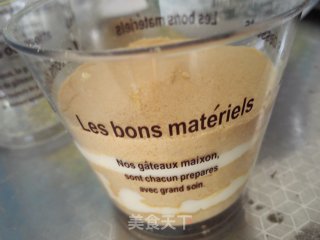 Les bons matériels
Les bons matériels
Nos gâteaux maixon,
sont chacun prepares
avec grand soin.
美食天下